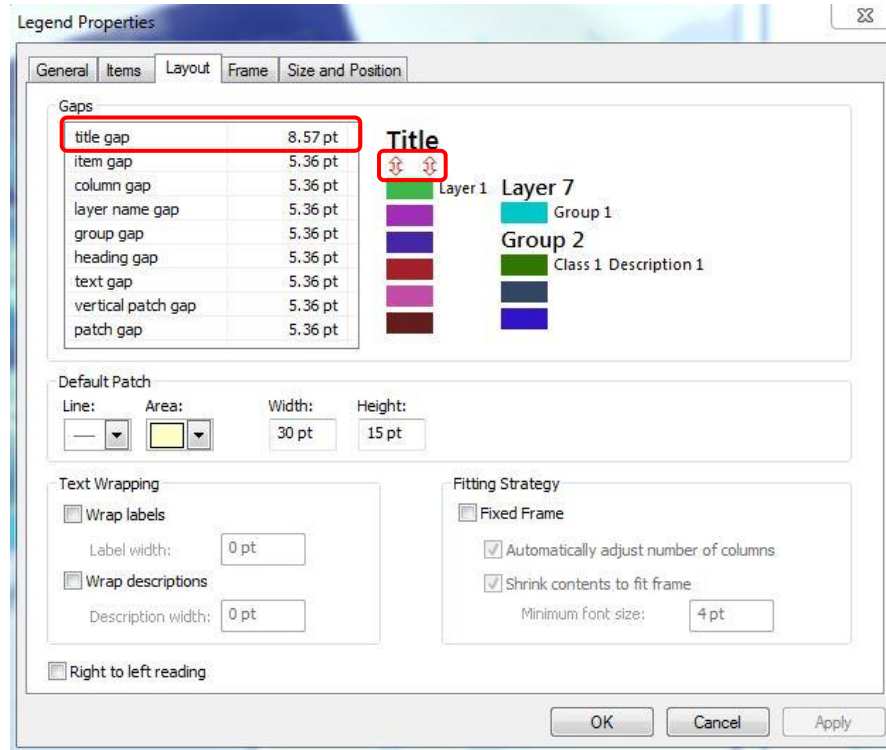 Legend Properties
General Items Layout Frame Size and Position
Gaps
title gap 8.57 pt
item gap 5.36 pt
column gap 5.36 pt
layer name gap 5.36 pt
group gap 5.36 pt
heading gap 5.36 pt
text gap 5.36 pt
vertical patch gap 5.36 pt
patch gap 5.36 pt
Title
Layer 1
Layer 7
Group 1
Group 2
Class 1 Description 1
Default Patch
Line: Area: Width: Height:
30 pt 15 pt
Text Wrapping
Wrap labels
Label width: 0 pt
Wrap descriptions
Description width: 0 pt
Fitting Strategy
Fixed Frame
Automatically adjust number of columns
Shrink contents to fit frame
Minimum font size: 4 pt
Right to left reading
OK Cancel Apply